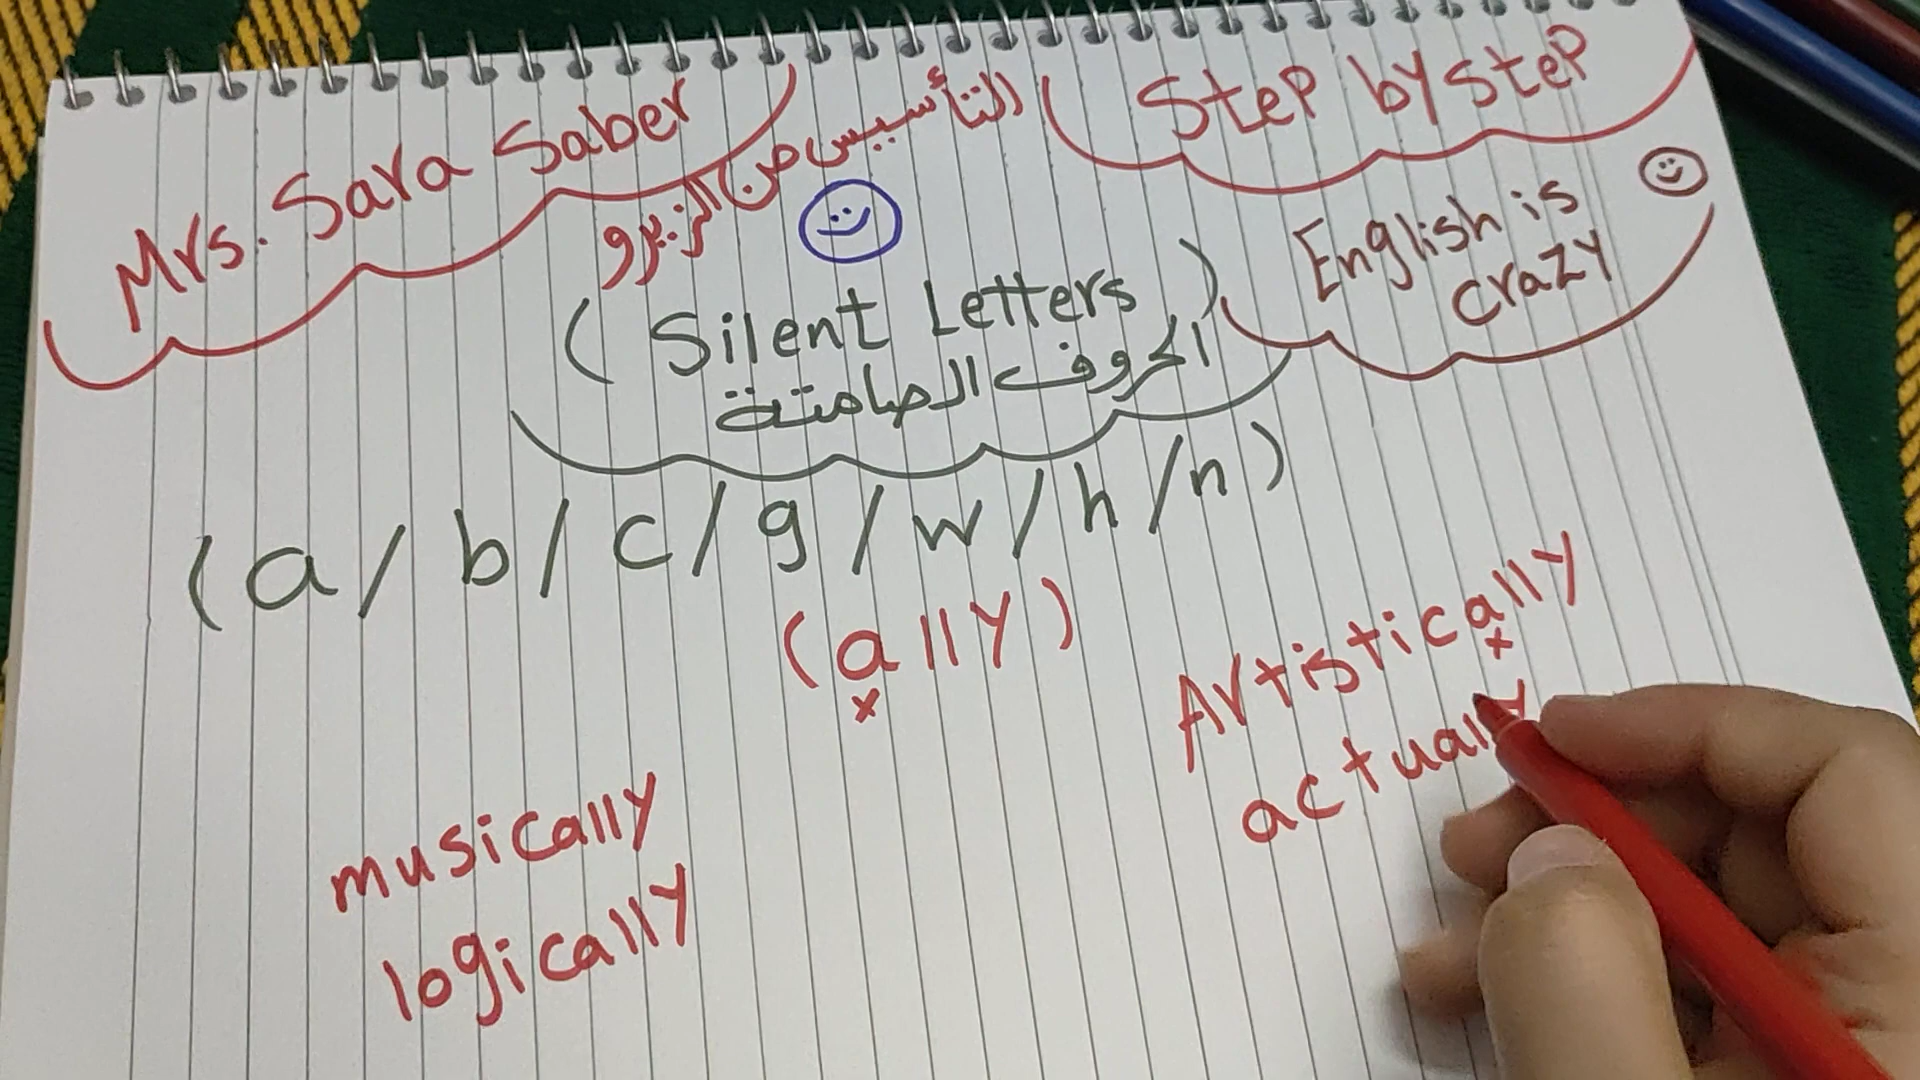 Mrs. Sara Saber
التأسيس من الزيرو
Step by step
English is
crazy
( Silent Letters )
الحروف الصامتة
(a / b / c / g / w / h / n)
(ally)
x
Artistically
x
actually
musically
logically